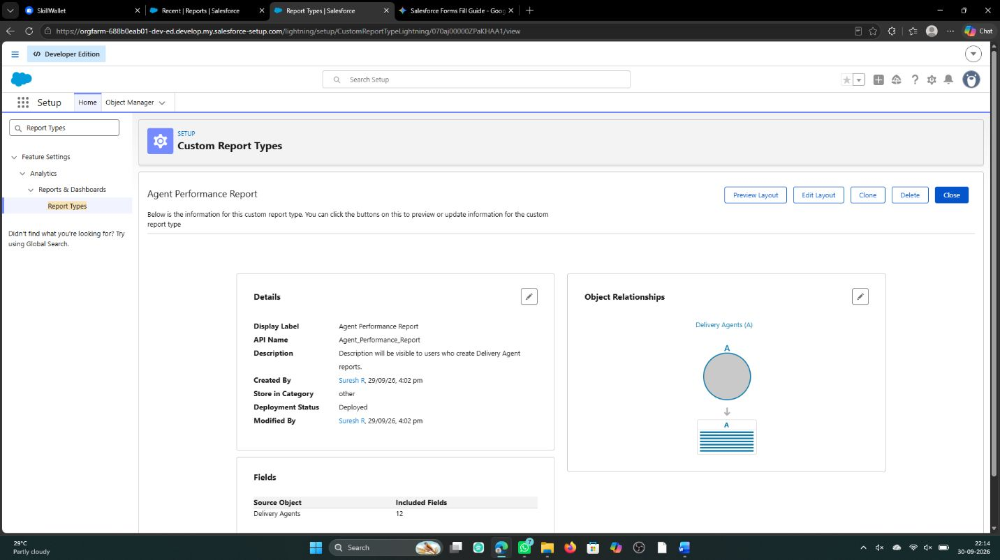 SkillWallet
Recent | Reports | Salesforce
Report Types | Salesforce
Salesforce Forms Fill Guide - Goog
https://orgfarm-688b0eab01-dev-ed.develop.my.salesforce-setup.com/lightning/setup/CustomReportTypeLightning/070aj00000ZPaKHAA1/view
Chat
Developer Edition
Search Setup
Setup
Home
Object Manager
Report Types
Feature Settings
Analytics
Reports & Dashboards
Report Types
Didn't find what you're looking for? Try
using Global Search.
SETUP
Custom Report Types
Agent Performance Report
Preview Layout
Edit Layout
Clone
Delete
Close
Below is the information for this custom report type. You can click the buttons on this to preview or update information for the custom
report type
Details
Display Label Agent Performance Report
API Name Agent_Performance_Report
Description Description will be visible to users who create Delivery Agent
reports.
Created By Suresh R, 29/09/26, 4:02 pm
Store in Category other
Deployment Status Deployed
Modified By Suresh R, 29/09/26, 4:02 pm
Object Relationships
Delivery Agents (A)
A
A
Fields
Source Object Included Fields
Delivery Agents 12
29°C
Partly cloudy
Search
7
22:14
30-09-2026